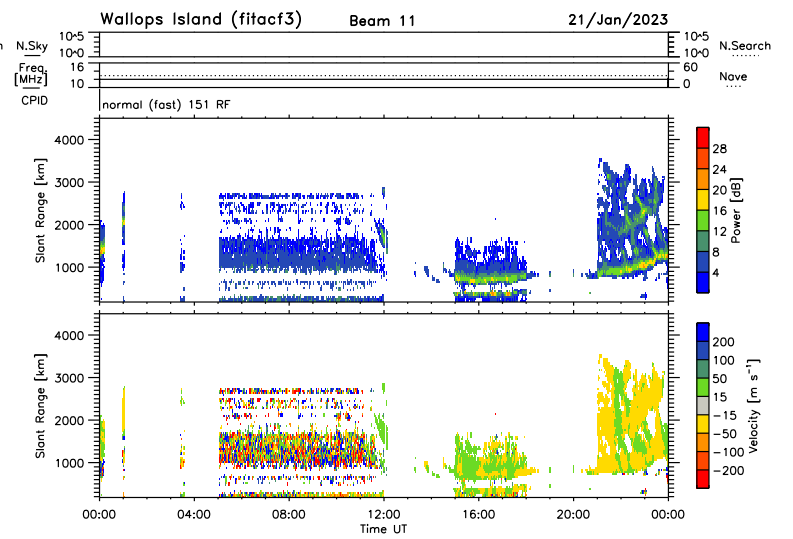 Wallops Island (fitacf3) Beam 11 21/Jan/2023
n N.Sky 10^5 10^0 10^5 10^0 N.Search
Freq. [MHz] 16 10 60 0 Nave
CPID normal (fast) 151 RF
Slant Range [km]
4000
3000
2000
1000
28
24
20
16
12
8
4
Power [dB]
Slant Range [km]
4000
3000
2000
1000
200
100
50
15
-15
-50
-100
-200
Velocity [m s⁻¹]
00:00 04:00 08:00 12:00 16:00 20:00 00:00
Time UT